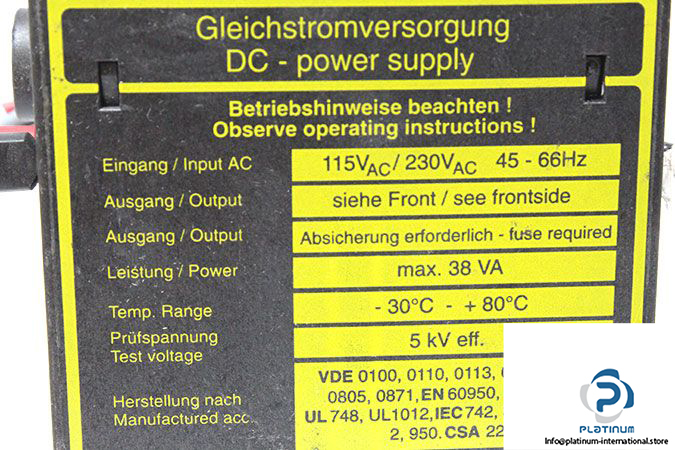 Gleichstromversorgung
DC - power supply
Betriebshinweise beachten !
Observe operating instructions !
Eingang / Input AC 115VAC / 230VAC 45 - 66Hz
Ausgang / Output siehe Front / see frontside
Ausgang / Output Absicherung erforderlich - fuse required
Leistung / Power max. 38 VA
Temp. Range - 30°C - + 80°C
Prüfspannung
Test voltage
5 kV eff.
Herstellung nach
Manufactured acc.
VDE 0100, 0110, 0113,
0805, 0871, EN 60950,
UL 748, UL1012, IEC 742,
2, 950. CSA 22
PLATINUM
Info@platinum-international.store